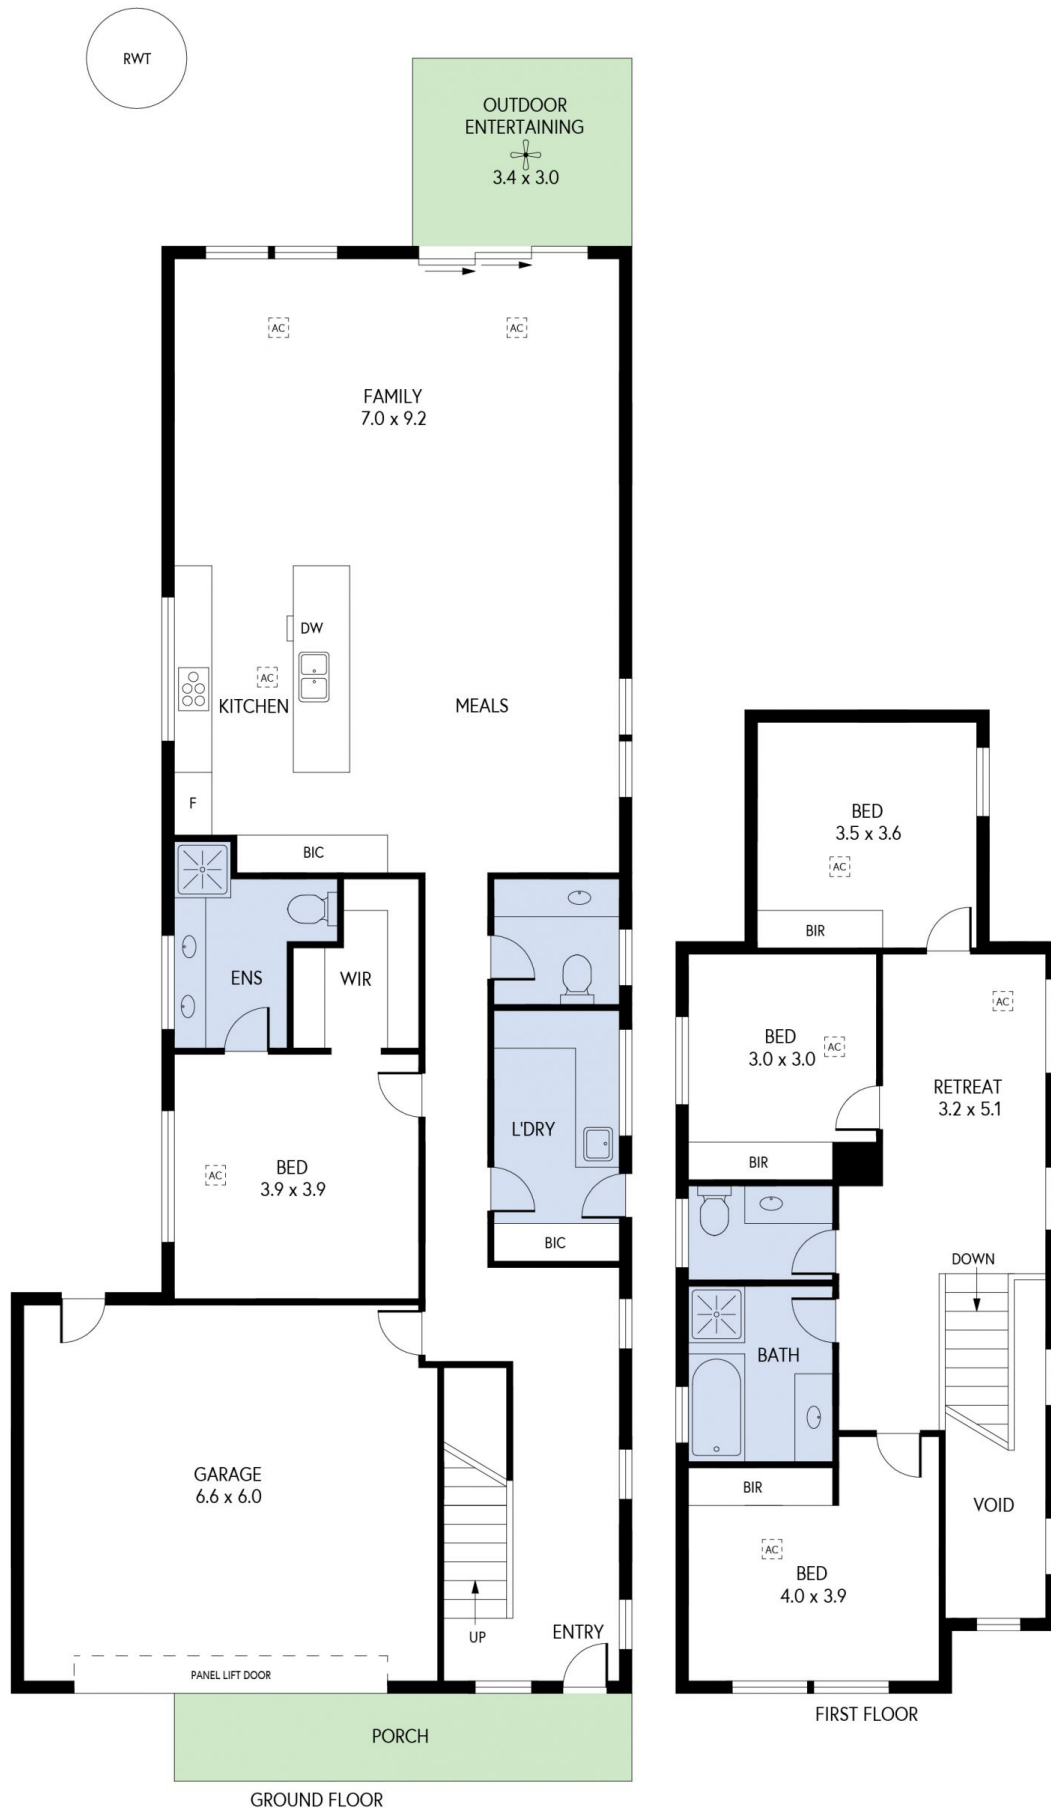 RWT
OUTDOOR
ENTERTAINING
3.4 x 3.0
AC
AC
FAMILY
7.0 x 9.2
DW
AC
KITCHEN
MEALS
F
BIC
ENS
WIR
L'DRY
AC
BED
3.9 x 3.9
BIC
GARAGE
6.6 x 6.0
UP
ENTRY
PANEL LIFT DOOR
PORCH
GROUND FLOOR
BED
3.5 x 3.6
AC
BIR
AC
BED
3.0 x 3.0
AC
RETREAT
3.2 x 5.1
BIR
DOWN
BATH
BIR
VOID
AC
BED
4.0 x 3.9
FIRST FLOOR